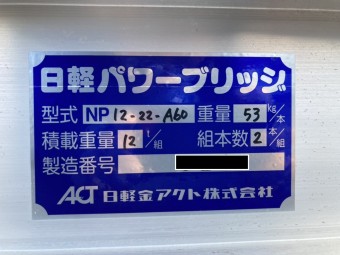 日軽パワーブリッジ
型式 NP 12-22-A60 重量 53 kg/本
積載重量 12 t/組 組本数 2 本/組
製造番号
ACT 日軽金アクト株式会社